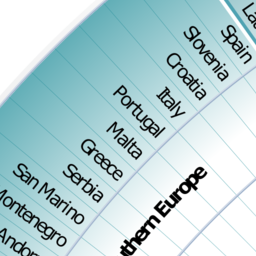 Spain
Slovenia
Croatia
Italy
Portugal
Malta
Greece
Serbia
San Marino
Montenegro
thern Europe